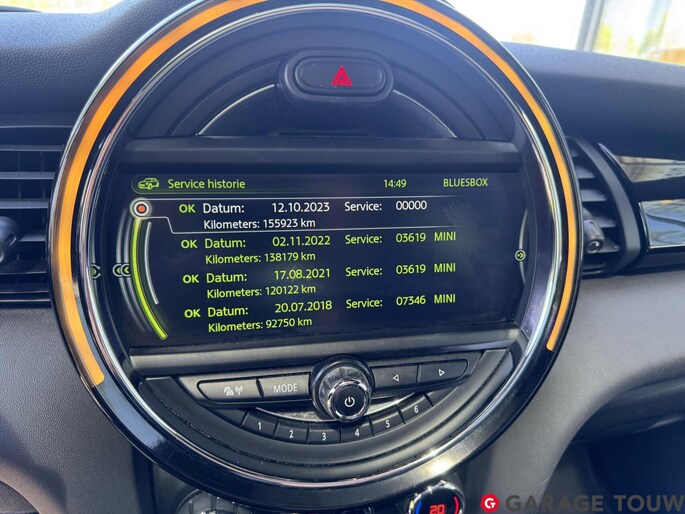 Service historie 14:49 BLUESBOX
OK Datum: 12.10.2023 Service: 00000
Kilometers: 155923 km
OK Datum: 02.11.2022 Service: 03619 MINI
Kilometers: 138179 km
OK Datum: 17.08.2021 Service: 03619 MINI
Kilometers: 120122 km
OK Datum: 20.07.2018 Service: 07346 MINI
Kilometers: 92750 km
MODE
1 2 3 4 5 6
20
G GARAGE TOUW